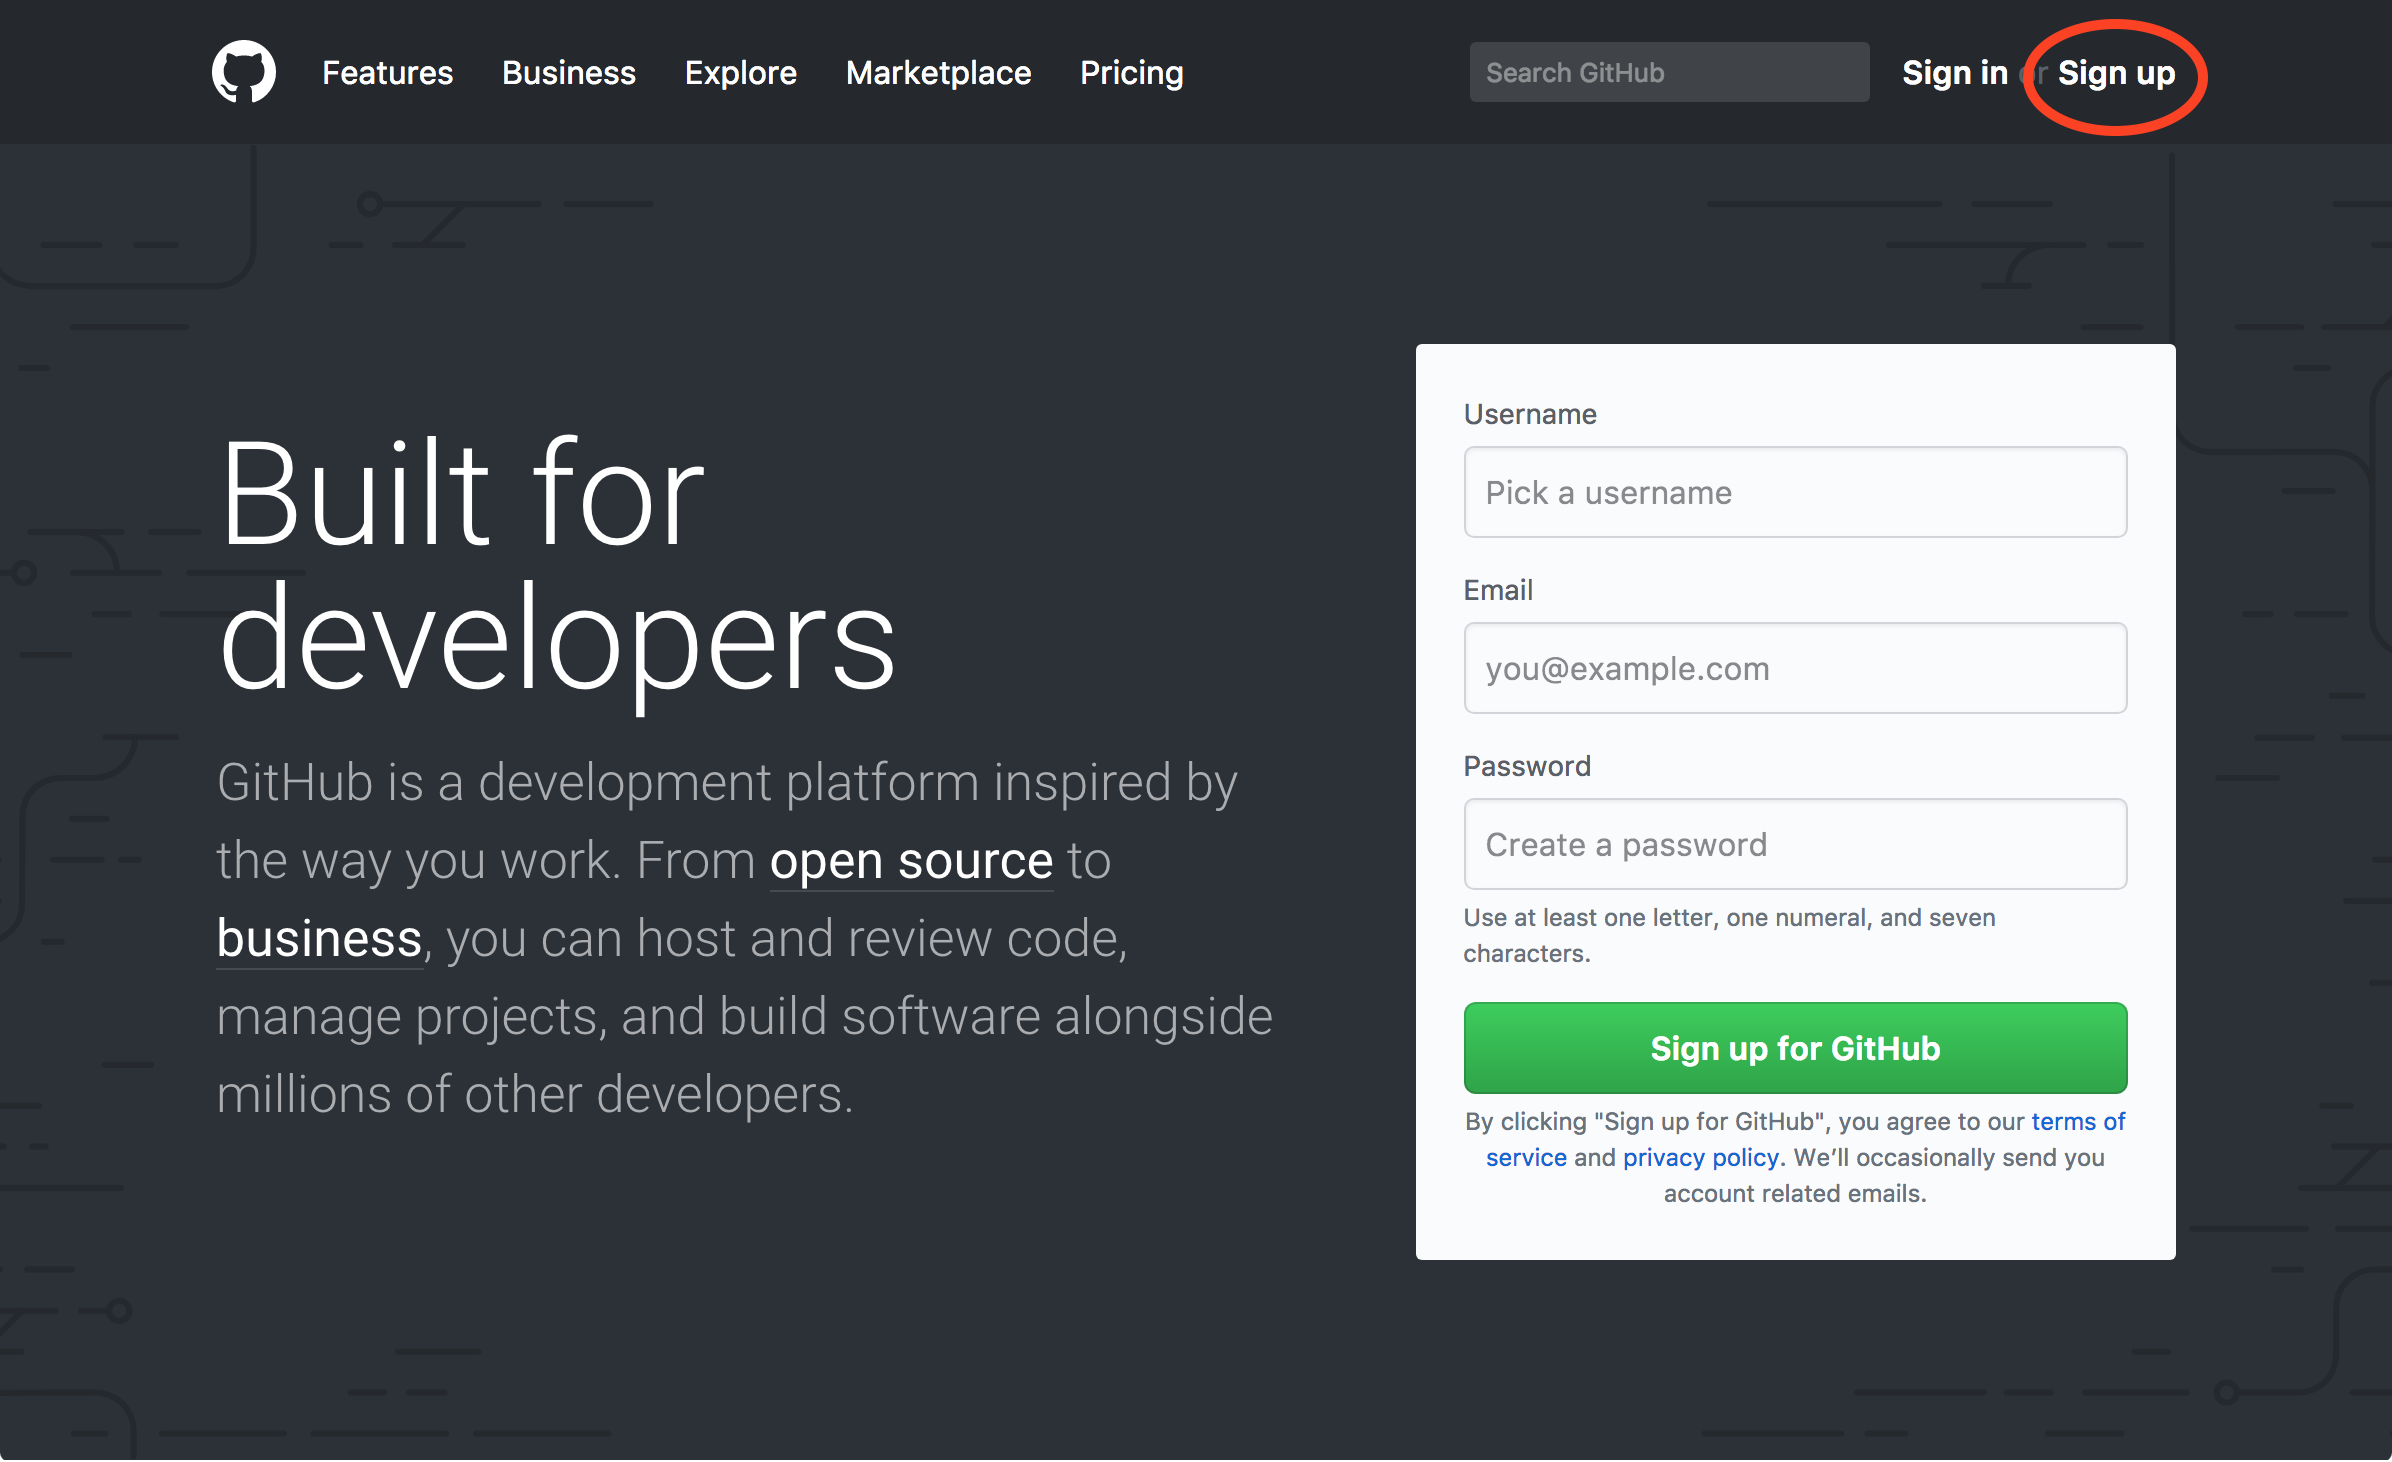 Features Business Explore Marketplace Pricing Search GitHub Sign in or Sign up
Built for
developers
GitHub is a development platform inspired by
the way you work. From open source to
business, you can host and review code,
manage projects, and build software alongside
millions of other developers.
Username
Pick a username
Email
you@example.com
Password
Create a password
Use at least one letter, one numeral, and seven
characters.
Sign up for GitHub
By clicking "Sign up for GitHub", you agree to our terms of
service and privacy policy. We’ll occasionally send you
account related emails.